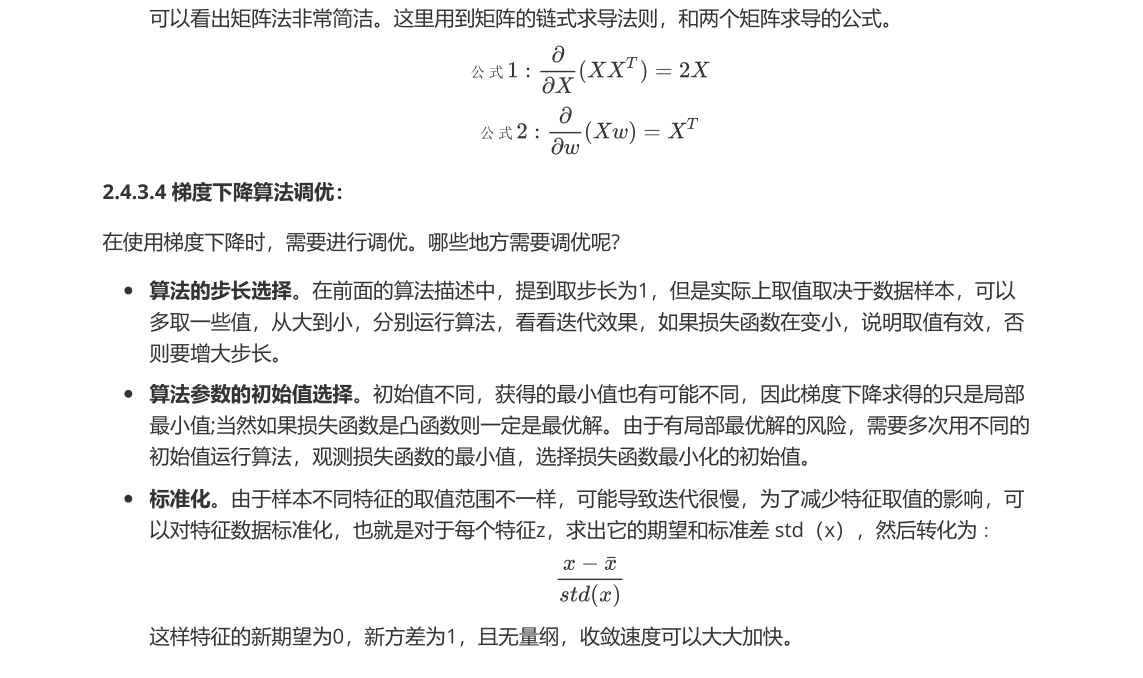 可以看出矩阵法非常简洁。这里用到矩阵的链式求导法则，和两个矩阵求导的公式。
公式1 : ∂/∂X (XX^T) = 2X
公式2 : ∂/∂w (Xw) = X^T
2.4.3.4 梯度下降算法调优：
在使用梯度下降时，需要进行调优。哪些地方需要调优呢?
• 算法的步长选择。在前面的算法描述中，提到取步长为1，但是实际上取值取决于数据样本，可以
多取一些值，从大到小，分别运行算法，看看迭代效果，如果损失函数在变小，说明取值有效，否
则要增大步长。
• 算法参数的初始值选择。初始值不同，获得的最小值也有可能不同，因此梯度下降求得的只是局部
最小值;当然如果损失函数是凸函数则一定是最优解。由于有局部最优解的风险，需要多次用不同的
初始值运行算法，观测损失函数的最小值，选择损失函数最小化的初始值。
• 标准化。由于样本不同特征的取值范围不一样，可能导致迭代很慢，为了减少特征取值的影响，可
以对特征数据标准化，也就是对于每个特征z，求出它的期望和标准差 std（x）, 然后转化为 :
x − x̄
std(x)
这样特征的新期望为0，新方差为1，且无量纲，收敛速度可以大大加快。